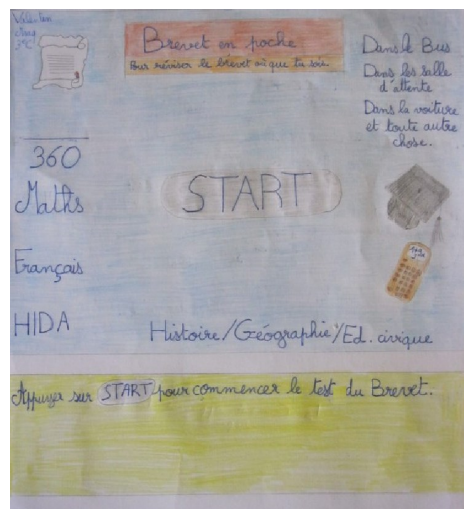 3°C
Brevet en poche
Pour réviser le brevet où que tu sois.
Dans le Bus
Dans les salle
d'attente
Dans la voiture
et toute autre
chose.
360
Maths
Français
HIDA
START
Histoire/Géographie/Ed. civique
Appuyer sur START pour commencer le test du Brevet.